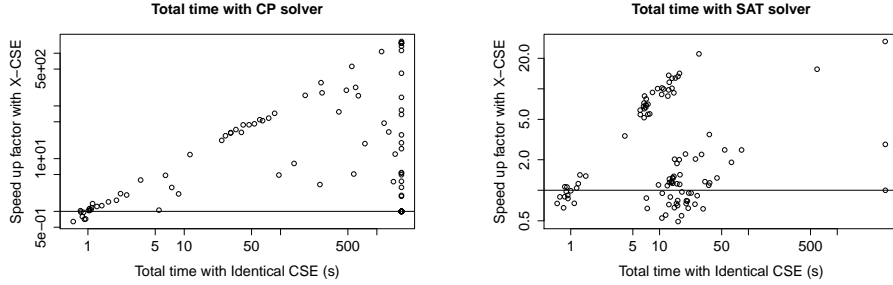 Total time with CP solver
Speed up factor with X-CSE
5e+02
1e+01
5e-01
1
5
10
50
500
Total time with Identical CSE (s)
Total time with SAT solver
Speed up factor with X-CSE
20.0
5.0
2.0
1.0
0.5
1
5
10
50
500
Total time with Identical CSE (s)